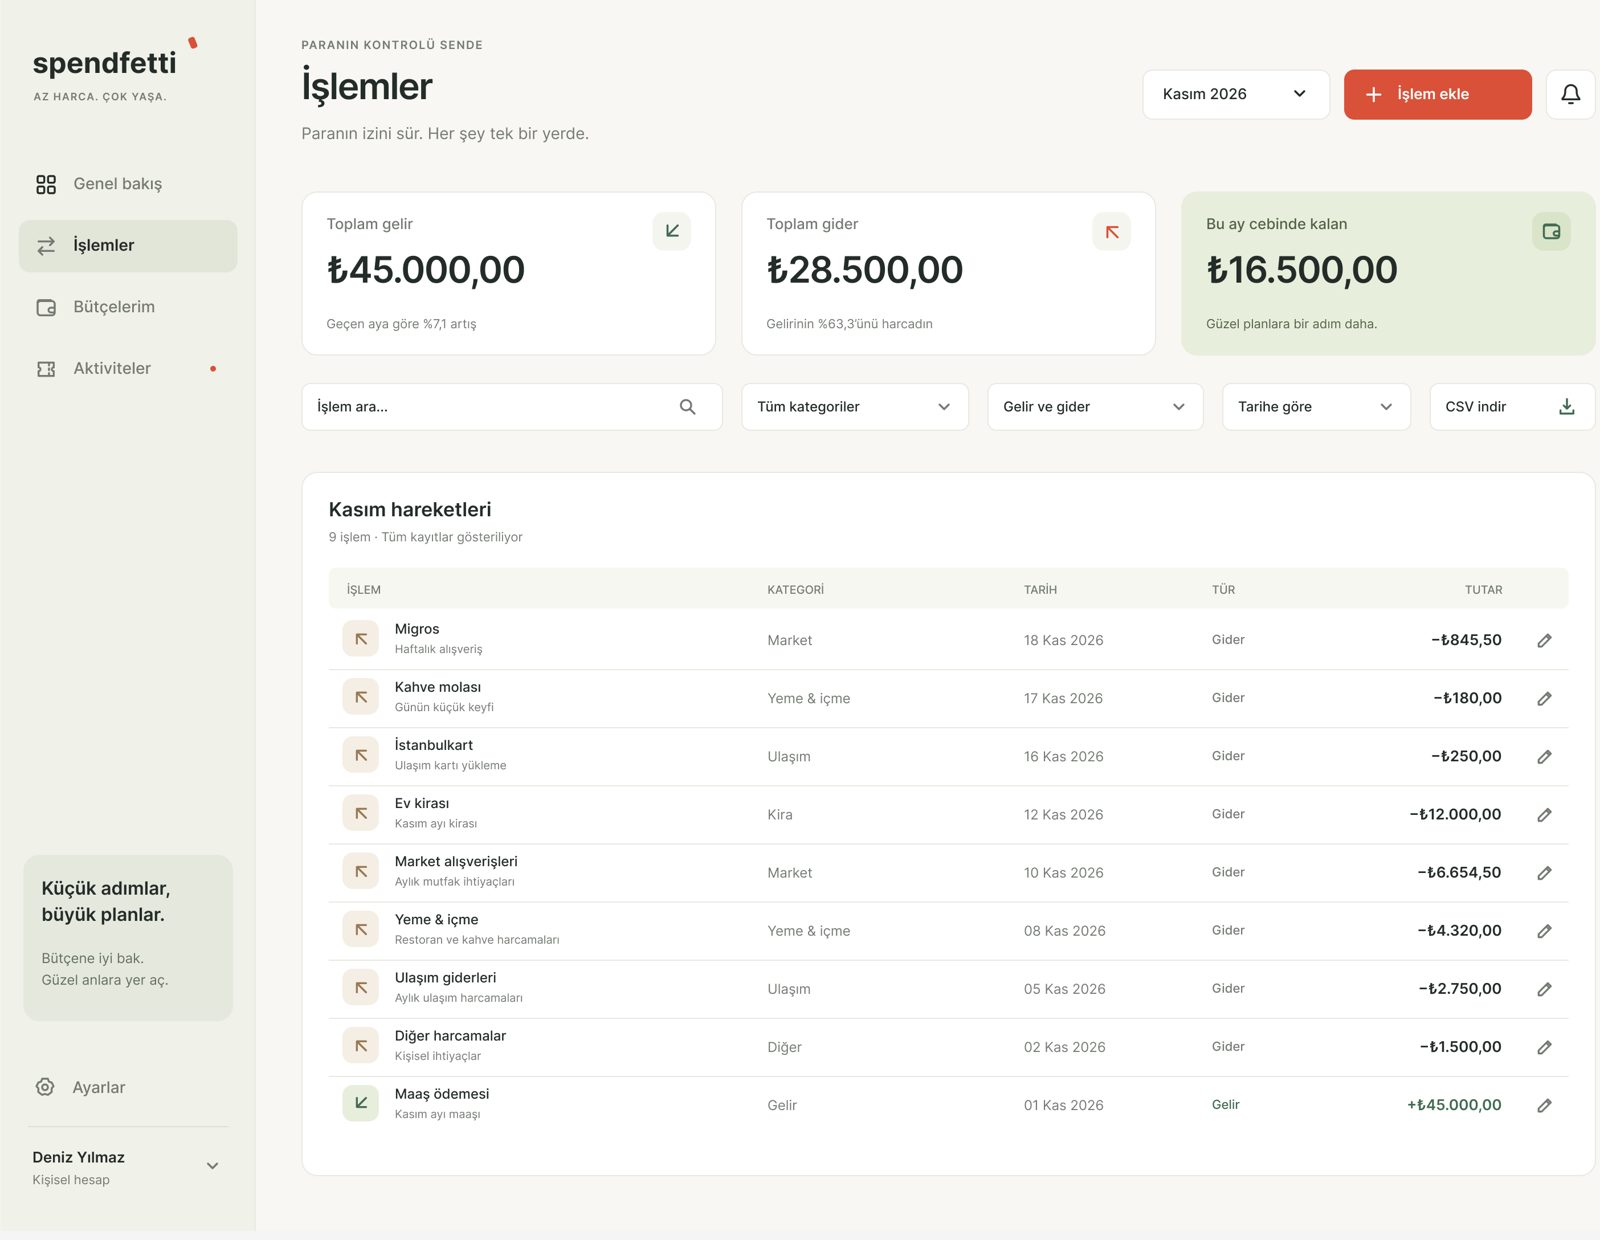 spendfetti
AZ HARCA. ÇOK YAŞA.
Genel bakış
İşlemler
Bütçelerim
Aktiviteler
Küçük adımlar,
büyük planlar.
Bütçene iyi bak.
Güzel anlara yer aç.
Ayarlar
Deniz Yılmaz
Kişisel hesap
PARANIN KONTROLÜ SENDE
İşlemler
Paranın izini sür. Her şey tek bir yerde.
Kasım 2026
İşlem ekle
Toplam gelir
₺45.000,00
Geçen aya göre %7,1 artış
Toplam gider
₺28.500,00
Gelirinin %63,3'ünü harcadın
Bu ay cebinde kalan
₺16.500,00
Güzel planlara bir adım daha.
İşlem ara...
Tüm kategoriler
Gelir ve gider
Tarihe göre
CSV indir
Kasım hareketleri
9 işlem · Tüm kayıtlar gösteriliyor
İŞLEM KATEGORİ TARİH TÜR TUTAR
Migros
Haftalık alışveriş
Market 18 Kas 2026 Gider −₺845,50
Kahve molası
Günün küçük keyfi
Yeme & içme 17 Kas 2026 Gider −₺180,00
İstanbulkart
Ulaşım kartı yükleme
Ulaşım 16 Kas 2026 Gider −₺250,00
Ev kirası
Kasım ayı kirası
Kira 12 Kas 2026 Gider −₺12.000,00
Market alışverişleri
Aylık mutfak ihtiyaçları
Market 10 Kas 2026 Gider −₺6.654,50
Yeme & içme
Restoran ve kahve harcamaları
Yeme & içme 08 Kas 2026 Gider −₺4.320,00
Ulaşım giderleri
Aylık ulaşım harcamaları
Ulaşım 05 Kas 2026 Gider −₺2.750,00
Diğer harcamalar
Kişisel ihtiyaçlar
Diğer 02 Kas 2026 Gider −₺1.500,00
Maaş ödemesi
Kasım ayı maaşı
Gelir 01 Kas 2026 Gelir +₺45.000,00